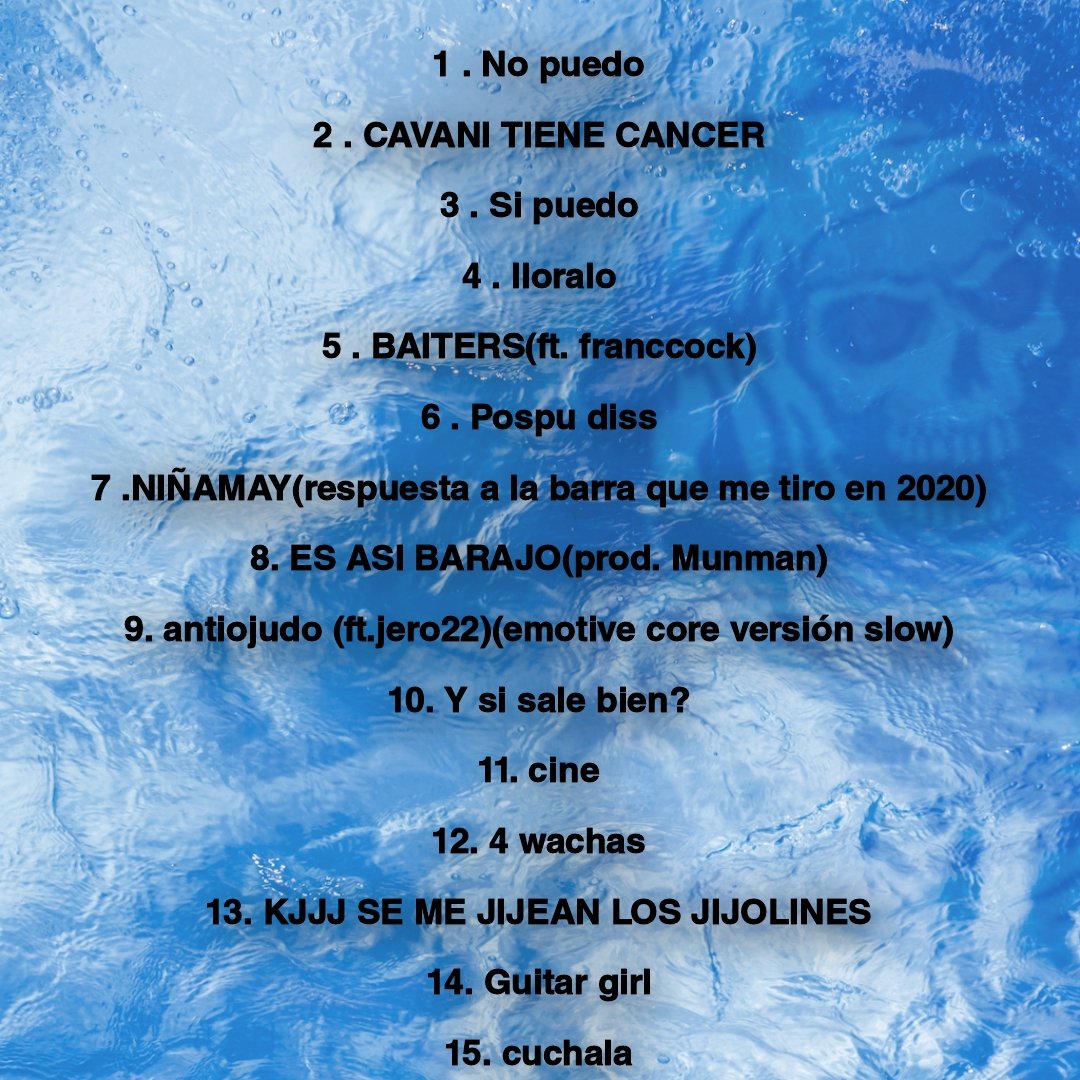 1 . No puedo
2 . CAVANI TIENE CANCER
3 . Si puedo
4 . lloralo
5 . BAITERS(ft. franccock)
6 . Pospu diss
7 .NIÑAMAY(respuesta a la barra que me tiro en 2020)
8. ES ASI BARAJO(prod. Munman)
9. antiojudo (ft.jero22)(emotive core versión slow)
10. Y si sale bien?
11. cine
12. 4 wachas
13. KJJJ SE ME JIJEAN LOS JIJOLINES
14. Guitar girl
15. cuchala